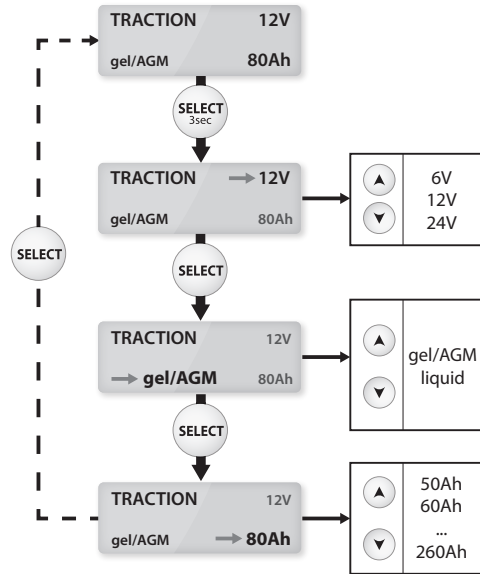 TRACTION 12V
gel/AGM 80Ah
SELECT
3sec
TRACTION 12V
gel/AGM 80Ah
6V
12V
24V
SELECT
SELECT
TRACTION 12V
gel/AGM 80Ah
gel/AGM
liquid
SELECT
TRACTION 12V
gel/AGM 80Ah
50Ah
60Ah
...
260Ah